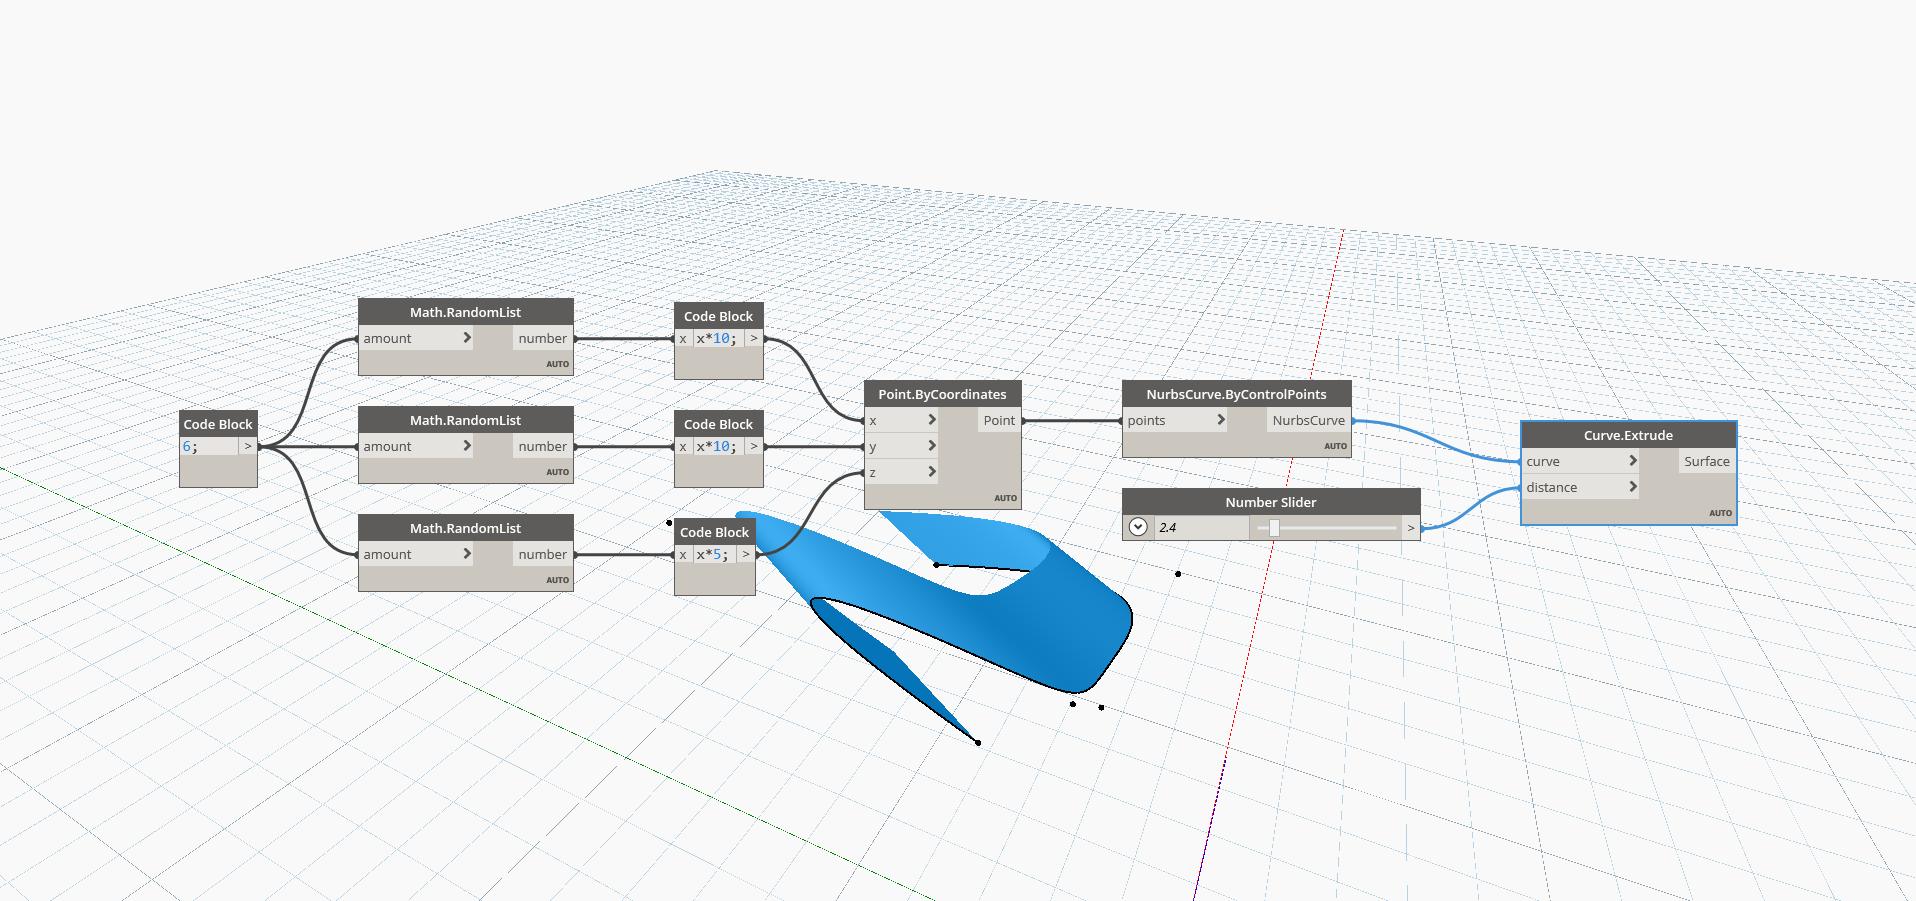 Code Block
6; >
Math.RandomList
amount > number
AUTO
Math.RandomList
amount > number
AUTO
Math.RandomList
amount > number
AUTO
Code Block
x x*10; >
Code Block
x x*10; >
Code Block
x x*5; >
Point.ByCoordinates
x > Point
y >
z >
AUTO
NurbsCurve.ByControlPoints
points > NurbsCurve
AUTO
Number Slider
2.4 >
Curve.Extrude
curve > Surface
distance >
AUTO